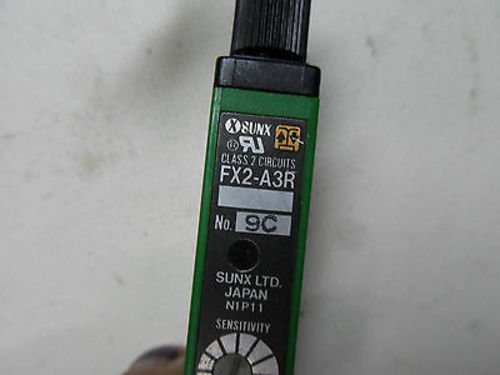 SUNX
CLASS 2 CIRCUITS
FX2-A3R
No. 9C
SUNX LTD.
JAPAN
N1P11
SENSITIVITY